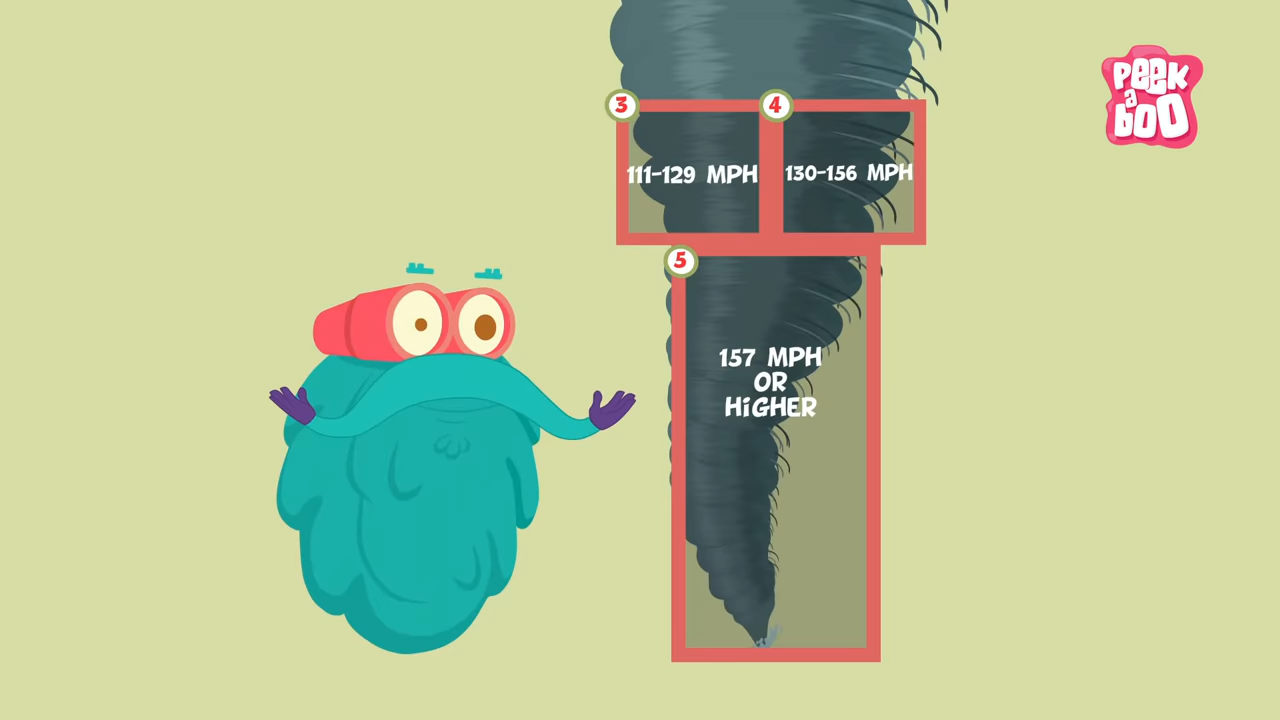 PEEK
a
BOO
3
4
111-129 MPH
130-156 MPH
5
157 MPH
OR
HiGHER